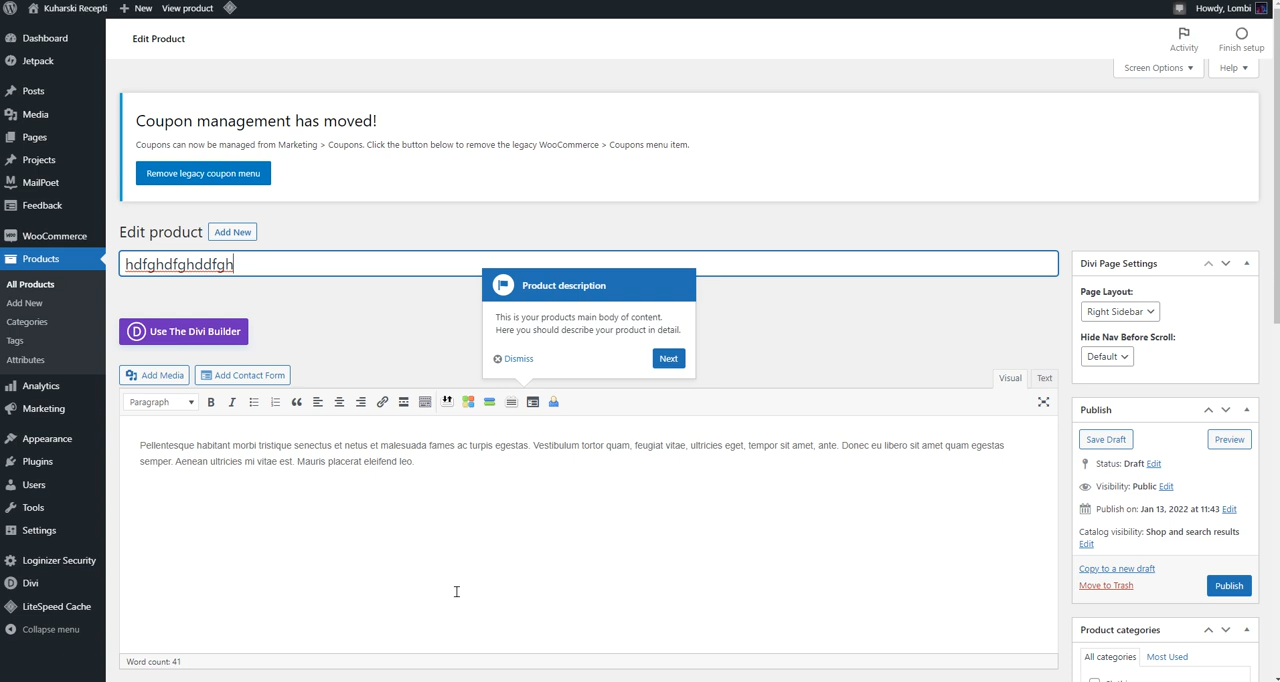 Kuharski Recepti
New
View product
Howdy, Lombi
Dashboard
Jetpack
Posts
Media
Pages
Projects
MailPoet
Feedback
WooCommerce
Products
All Products
Add New
Categories
Tags
Attributes
Analytics
Marketing
Appearance
Plugins
Users
Tools
Settings
Loginizer Security
Divi
LiteSpeed Cache
Collapse menu
Edit Product
Activity
Finish setup
Screen Options
Help
Coupon management has moved!
Coupons can now be managed from Marketing > Coupons. Click the button below to remove the legacy WooCommerce > Coupons menu item.
Remove legacy coupon menu
Edit product
Add New
hdfghdfghddfgh
Product description
This is your products main body of content.
Here you should describe your product in detail.
Dismiss
Next
Use The Divi Builder
Add Media
Add Contact Form
Visual
Text
Paragraph
Pellentesque habitant morbi tristique senectus et netus et malesuada fames ac turpis egestas. Vestibulum tortor quam, feugiat vitae, ultricies eget, tempor sit amet, ante. Donec eu libero sit amet quam egestas
semper. Aenean ultricies mi vitae est. Mauris placerat eleifend leo.
Word count: 41
Divi Page Settings
Page Layout:
Right Sidebar
Hide Nav Before Scroll:
Default
Publish
Save Draft
Preview
Status: Draft Edit
Visibility: Public Edit
Publish on: Jan 13, 2022 at 11:43 Edit
Catalog visibility: Shop and search results
Edit
Copy to a new draft
Move to Trash
Publish
Product categories
All categories
Most Used